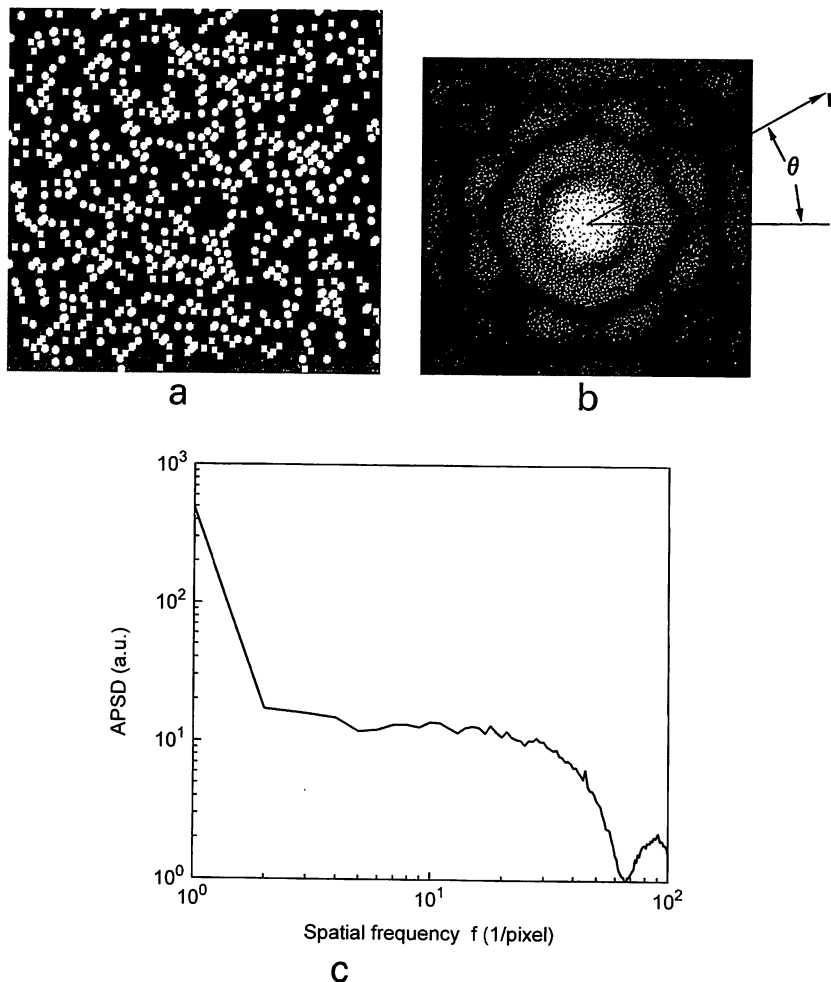 r
θ
a
b
10³
10²
10¹
10⁰
APSD (a.u.)
10⁰
10¹
10²
Spatial frequency f (1/pixel)
c